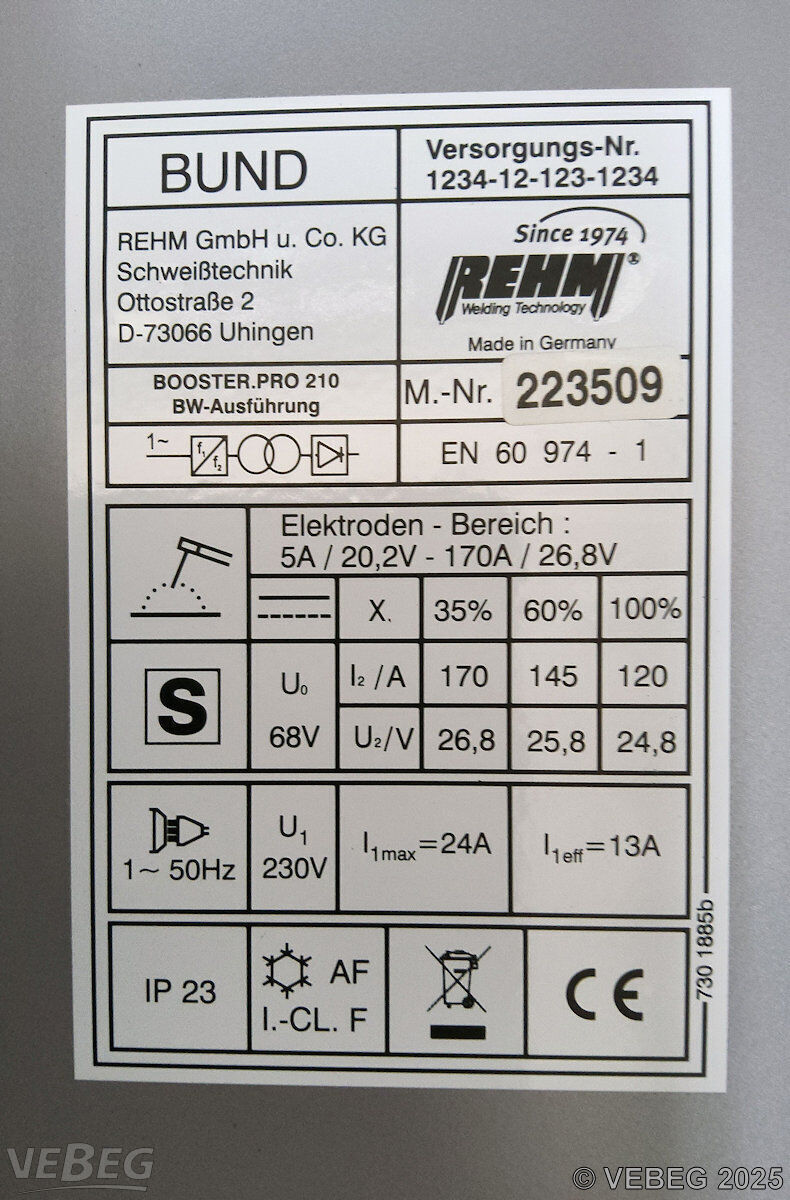 BUND
Versorgungs-Nr.
1234-12-123-1234
REHM GmbH u. Co. KG
Schweißtechnik
Ottostraße 2
D-73066 Uhingen
Since 1974
REHM®
Welding Technology
Made in Germany
BOOSTER.PRO 210
BW-Ausführung
M.-Nr. 223509
1~ f₁ f₂
EN 60 974 - 1
Elektroden - Bereich :
5A / 20,2V - 170A / 26,8V
X. 35% 60% 100%
S
U₀
68V
I₂ /A 170 145 120
U₂/V 26,8 25,8 24,8
1~ 50Hz
U₁
230V
I₁max=24A
I₁eff=13A
IP 23
AF
I.-CL. F
CE
730 1885b
VEBEG
© VEBEG 2025